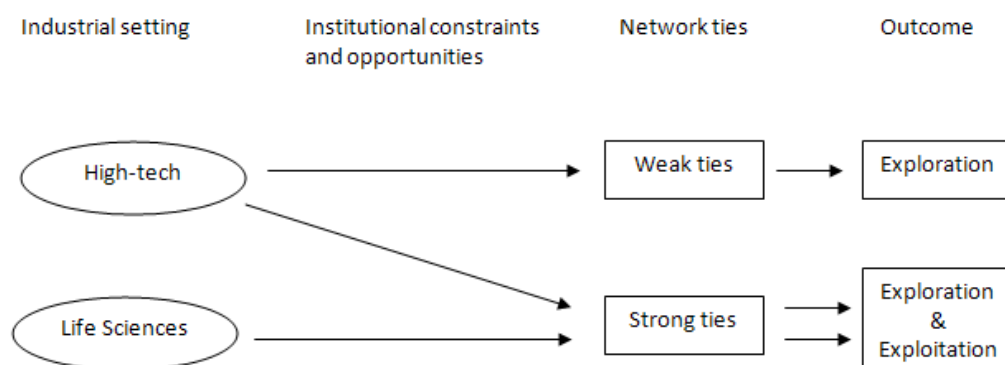 Industrial setting
Institutional constraints
and opportunities
Network ties
Outcome
High-tech
Weak ties
Exploration
Life Sciences
Strong ties
Exploration
&
Exploitation